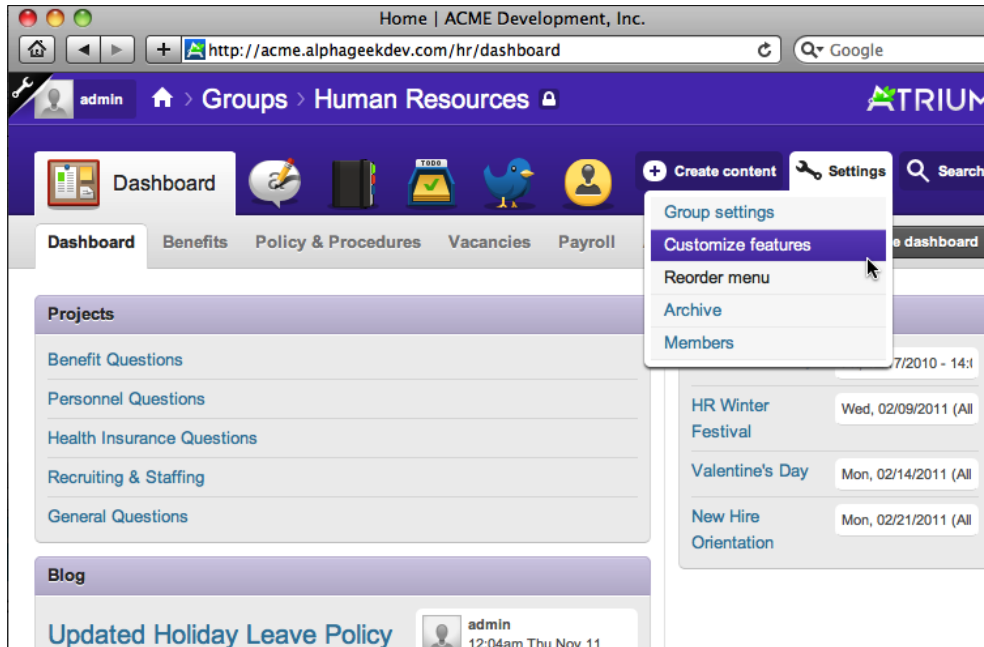 Home | ACME Development, Inc.
http://acme.alphageekdev.com/hr/dashboard
Google
admin
Groups › Human Resources
ATRIUM
Dashboard
TODO
Create content
Settings
Search
Group settings
Customize features
Reorder menu
Archive
Members
Dashboard
Benefits
Policy & Procedures
Vacancies
Payroll
e dashboard
Projects
Benefit Questions
Personnel Questions
Health Insurance Questions
Recruiting & Staffing
General Questions
7/2010 - 14:
HR Winter
Festival
Wed, 02/09/2011 (All
Valentine's Day
Mon, 02/14/2011 (All
New Hire
Orientation
Mon, 02/21/2011 (All
Blog
Updated Holiday Leave Policy
admin
12:04am Thu Nov 11